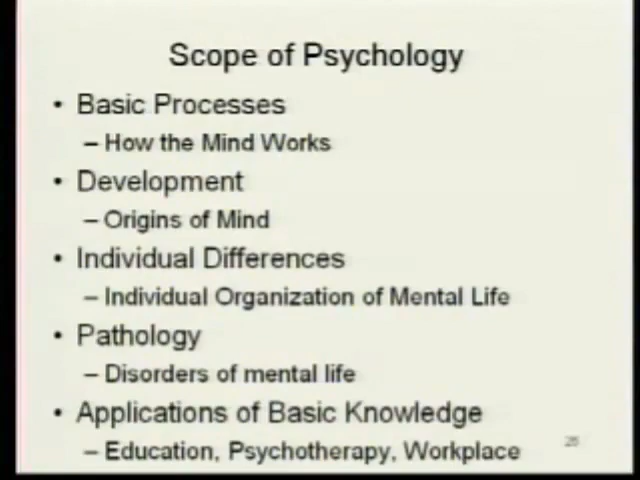 Scope of Psychology
• Basic Processes
– How the Mind Works
• Development
– Origins of Mind
• Individual Differences
– Individual Organization of Mental Life
• Pathology
– Disorders of mental life
• Applications of Basic Knowledge
– Education, Psychotherapy, Workplace